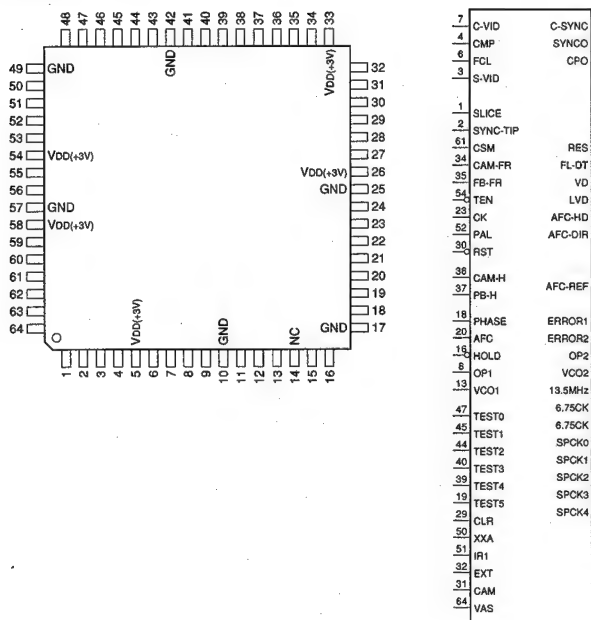 48 47 46 45 44 43 42 41 40 39 38 37 36 35 34 33
49 GND
GND
VDD(+3V)
32
50
31
51
30
52
29
53
28
54 VDD(+3V)
27
55
VDD(+3V) 26
56
GND 25
57 GND
24
58 VDD(+3V)
23
59
22
60
21
61
20
62
19
63
18
64
GND 17
VDD(+3V)
GND
NC
1 2 3 4 5 6 7 8 9 10 11 12 13 14 15 16
7 C-VID C-SYNC
4 CMP SYNCO
6 FCL CPO
3 S-VID
1 SLICE
2 SYNC-TIP
61 CSM RES
34 CAM-FR FL-DT
35 FB-FR VD
54 TEN LVD
23 CK AFC-HD
52 PAL AFC-DIR
30 RST
36 CAM-H
37 PB-H AFC-REF
18 PHASE ERROR1
20 AFC ERROR2
16 HOLD OP2
8 OP1 VCO2
13 VCO1 13.5MHz
47 TEST0 6.75CK
45 TEST1 6.75CK
44 TEST2 SPCK0
40 TEST3 SPCK1
39 TEST4 SPCK2
19 TEST5 SPCK3
29 CLR SPCK4
50 XXA
51 IR1
32 EXT
31 CAM
64 VAS